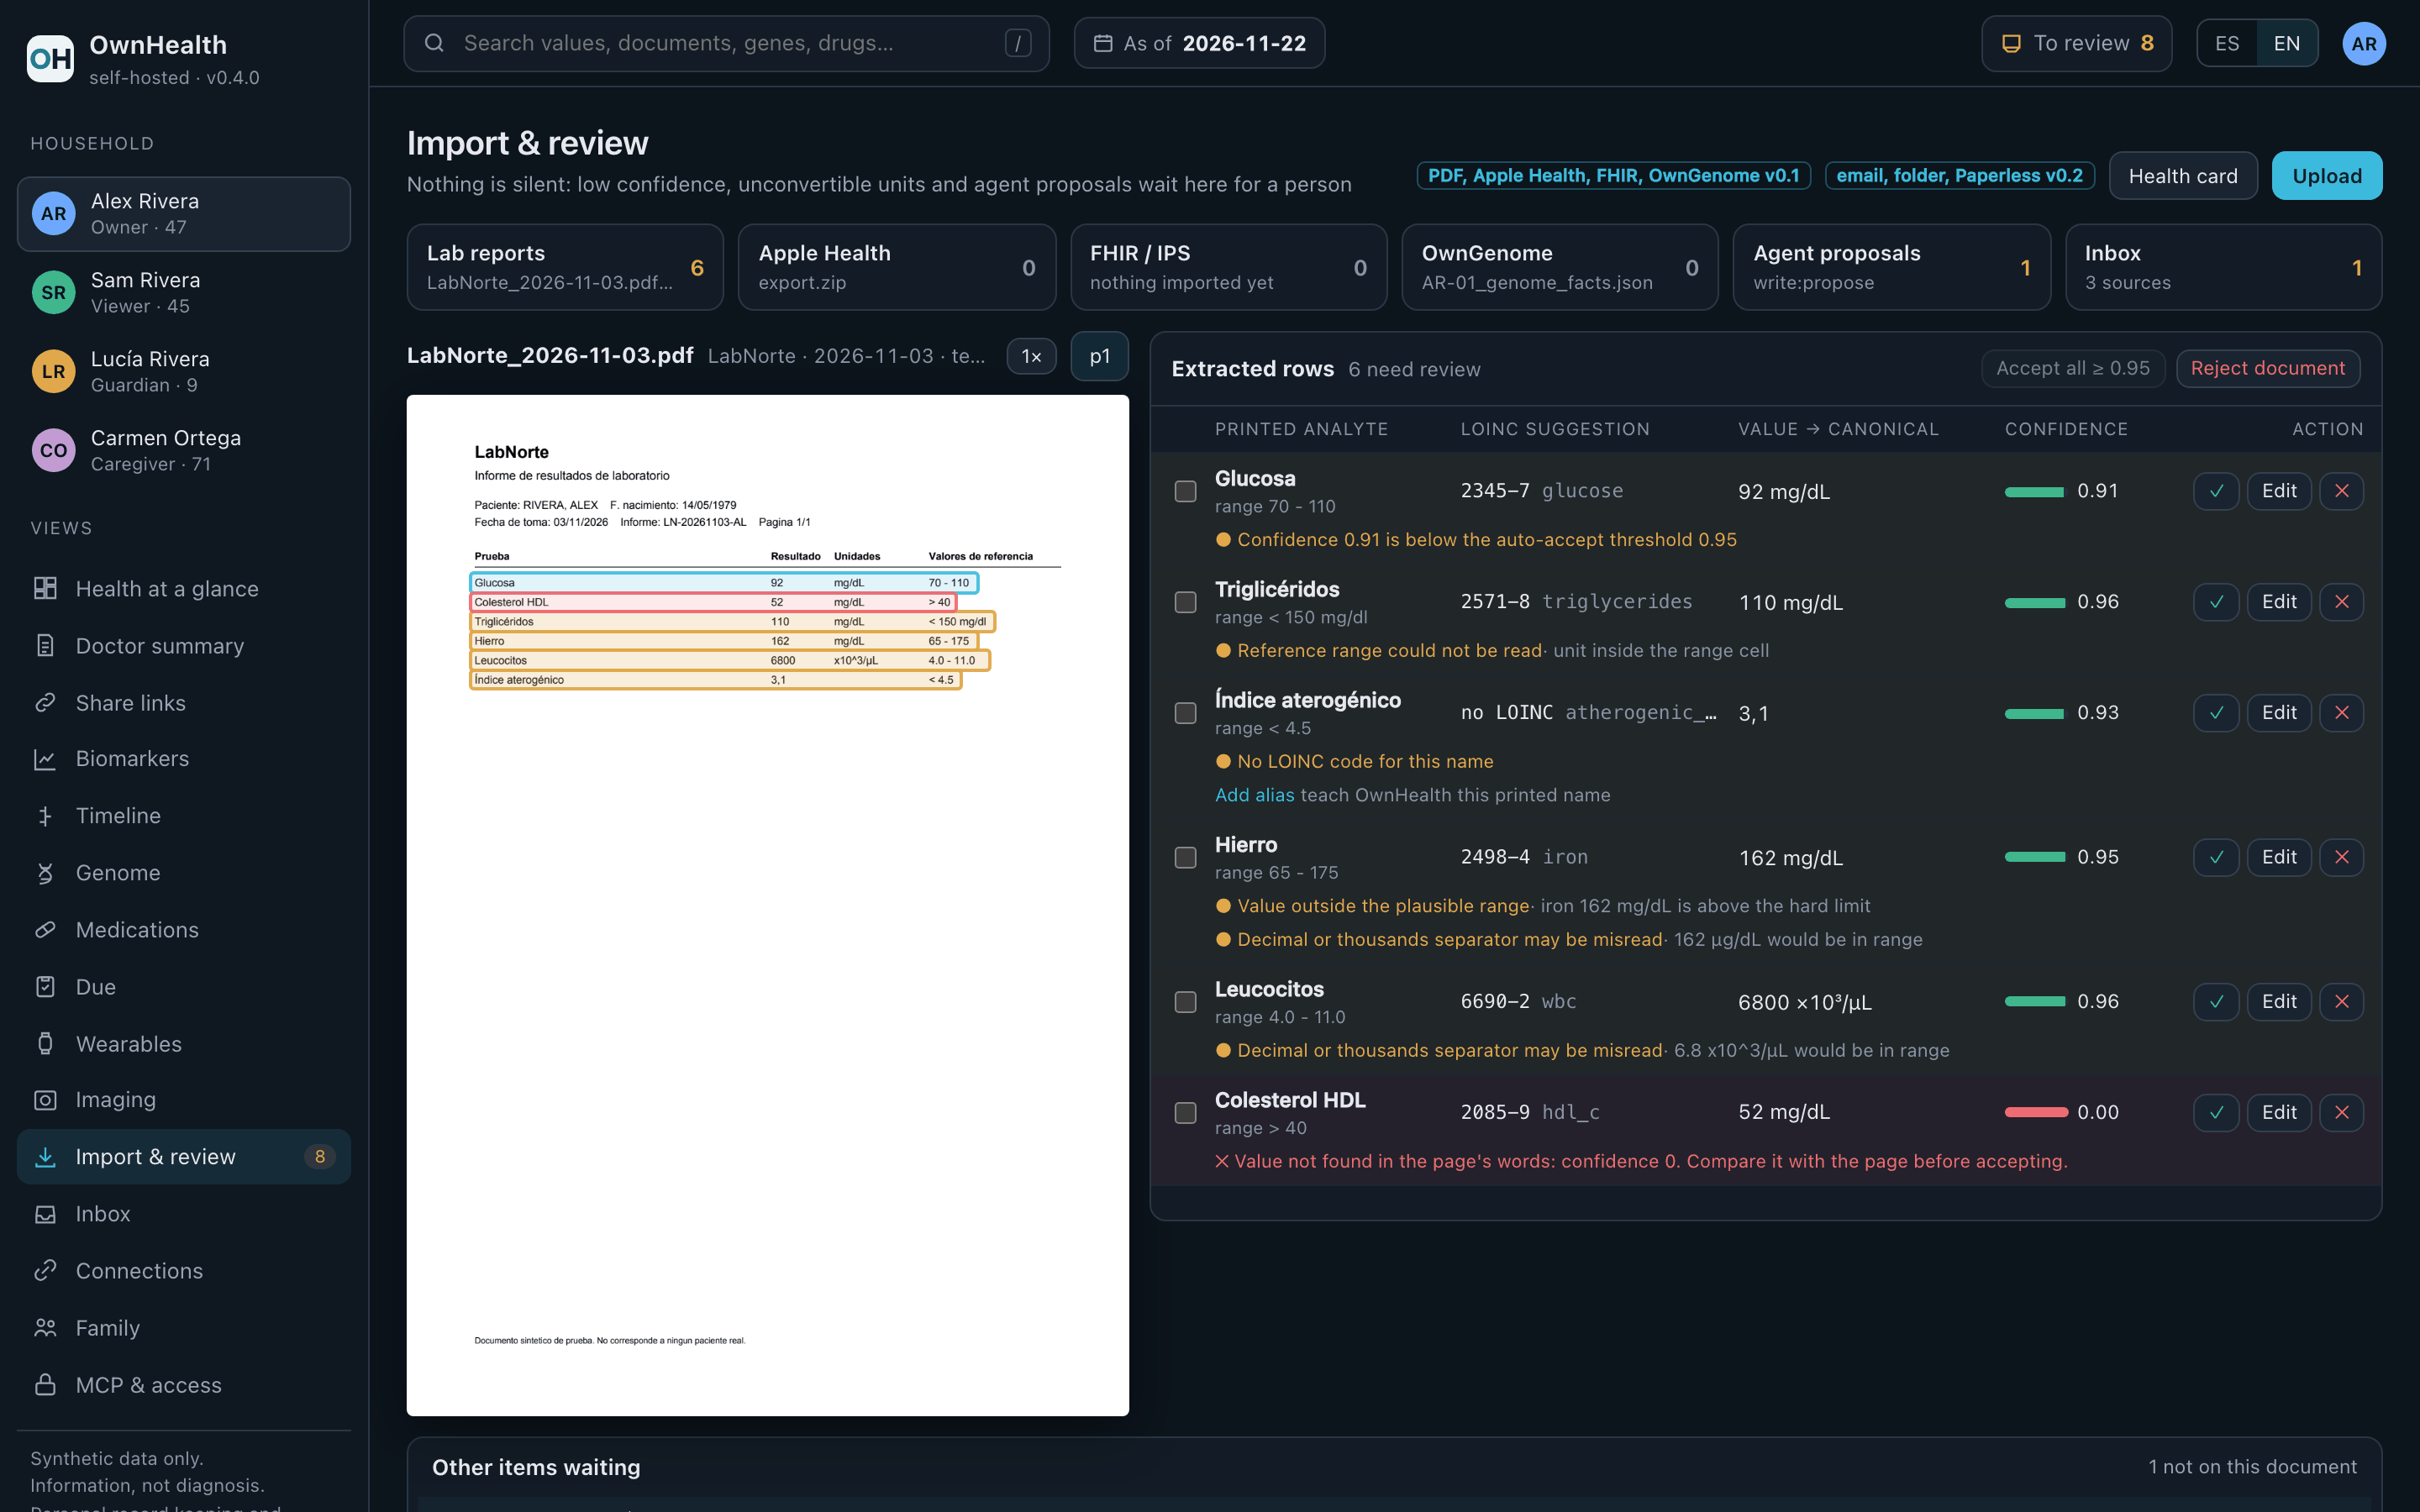 OH
OwnHealth
self-hosted · v0.4.0
HOUSEHOLD
AR
Alex Rivera
Owner · 47
SR
Sam Rivera
Viewer · 45
LR
Lucía Rivera
Guardian · 9
CO
Carmen Ortega
Caregiver · 71
VIEWS
Health at a glance
Doctor summary
Share links
Biomarkers
Timeline
Genome
Medications
Due
Wearables
Imaging
Import & review 8
Inbox
Connections
Family
MCP & access
Synthetic data only.
Information, not diagnosis.
Personal record keeping and
Search values, documents, genes, drugs... /
As of 2026-11-22
To review 8
ES EN
AR
Import & review
Nothing is silent: low confidence, unconvertible units and agent proposals wait here for a person
PDF, Apple Health, FHIR, OwnGenome v0.1
email, folder, Paperless v0.2
Health card
Upload
Lab reports
LabNorte_2026-11-03.pdf...
6
Apple Health
export.zip
0
FHIR / IPS
nothing imported yet
0
OwnGenome
AR-01_genome_facts.json
0
Agent proposals
write:propose
1
Inbox
3 sources
1
LabNorte_2026-11-03.pdf LabNorte · 2026-11-03 · te... 1× p1
LabNorte
Informe de resultados de laboratorio
Paciente: RIVERA, ALEX F. nacimiento: 14/05/1979
Fecha de toma: 03/11/2026 Informe: LN-20261103-AL Pagina 1/1
Prueba Resultado Unidades Valores de referencia
Glucosa 92 mg/dL 70 - 110
Colesterol HDL 52 mg/dL > 40
Triglicéridos 110 mg/dL < 150 mg/dl
Hierro 162 mg/dL 65 - 175
Leucocitos 6800 x10^3/µL 4.0 - 11.0
Índice aterogénico 3,1 < 4.5
Documento sintetico de prueba. No corresponde a ningun paciente real.
Extracted rows 6 need review Accept all ≥ 0.95 Reject document
PRINTED ANALYTE LOINC SUGGESTION VALUE → CANONICAL CONFIDENCE ACTION
Glucosa 2345-7 glucose 92 mg/dL 0.91 ✓ Edit ✕
range 70 - 110
Confidence 0.91 is below the auto-accept threshold 0.95
Triglicéridos 2571-8 triglycerides 110 mg/dL 0.96 ✓ Edit ✕
range < 150 mg/dl
Reference range could not be read· unit inside the range cell
Índice aterogénico no LOINC atherogenic_… 3,1 0.93 ✓ Edit ✕
range < 4.5
No LOINC code for this name
Add alias teach OwnHealth this printed name
Hierro 2498-4 iron 162 mg/dL 0.95 ✓ Edit ✕
range 65 - 175
Value outside the plausible range· iron 162 mg/dL is above the hard limit
Decimal or thousands separator may be misread· 162 µg/dL would be in range
Leucocitos 6690-2 wbc 6800 ×10³/µL 0.96 ✓ Edit ✕
range 4.0 - 11.0
Decimal or thousands separator may be misread· 6.8 x10^3/µL would be in range
Colesterol HDL 2085-9 hdl_c 52 mg/dL 0.00 ✓ Edit ✕
range > 40
✕ Value not found in the page's words: confidence 0. Compare it with the page before accepting.
Other items waiting 1 not on this document